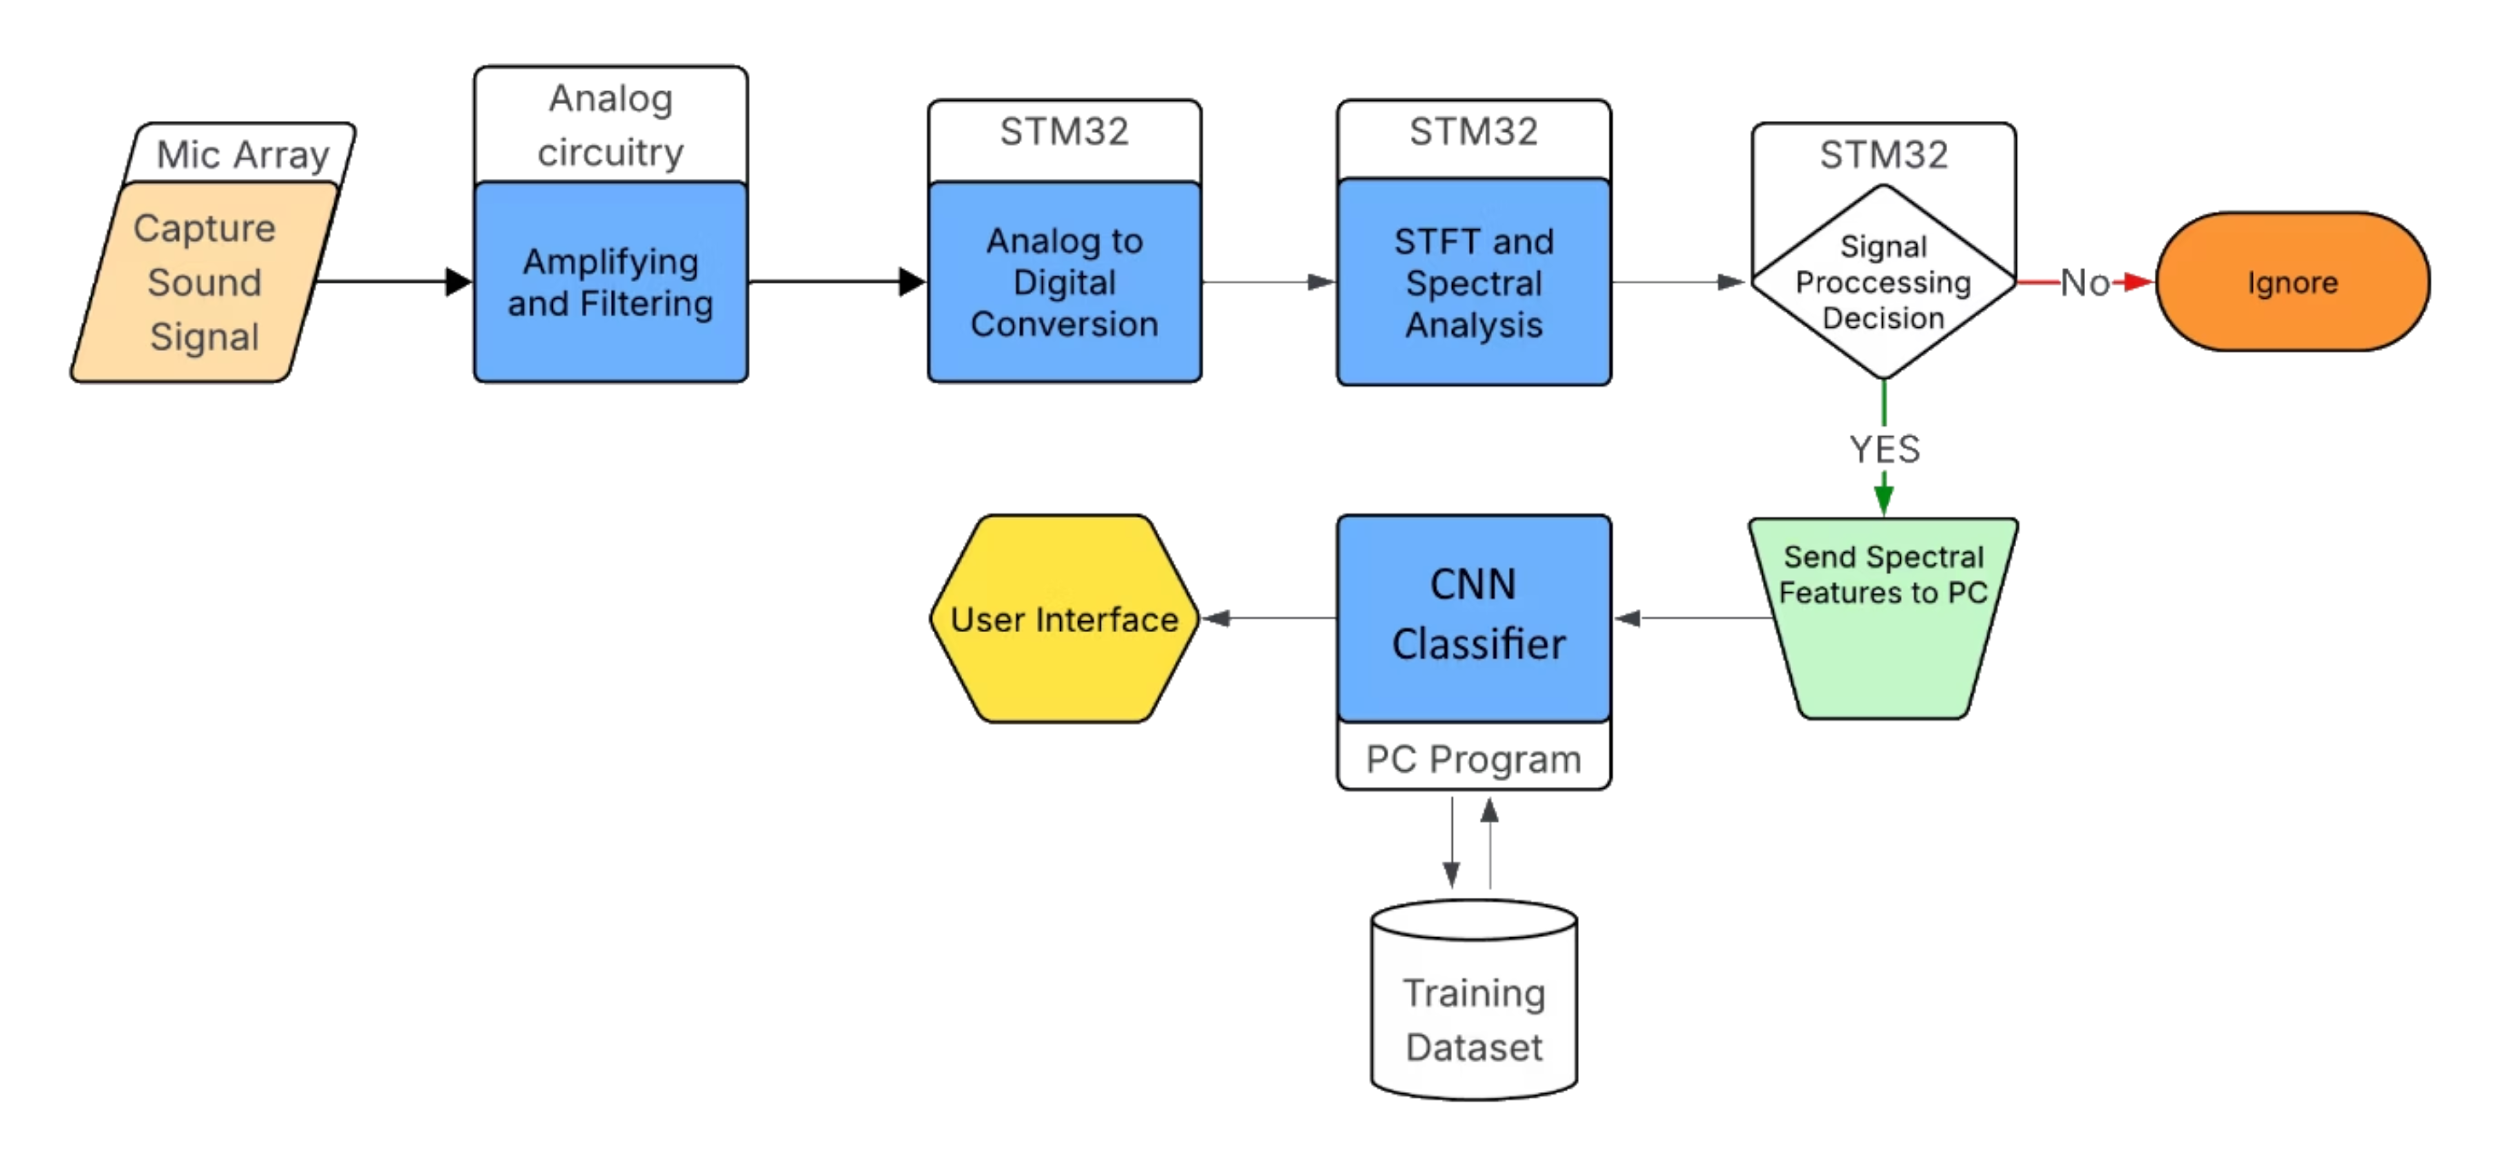 Mic Array
Capture
Sound
Signal
Analog
circuitry
Amplifying
and Filtering
STM32
Analog to
Digital
Conversion
STM32
STFT and
Spectral
Analysis
STM32
Signal
Proccessing
Decision
No
Ignore
YES
Send Spectral
Features to PC
CNN
Classifier
PC Program
User Interface
Training
Dataset